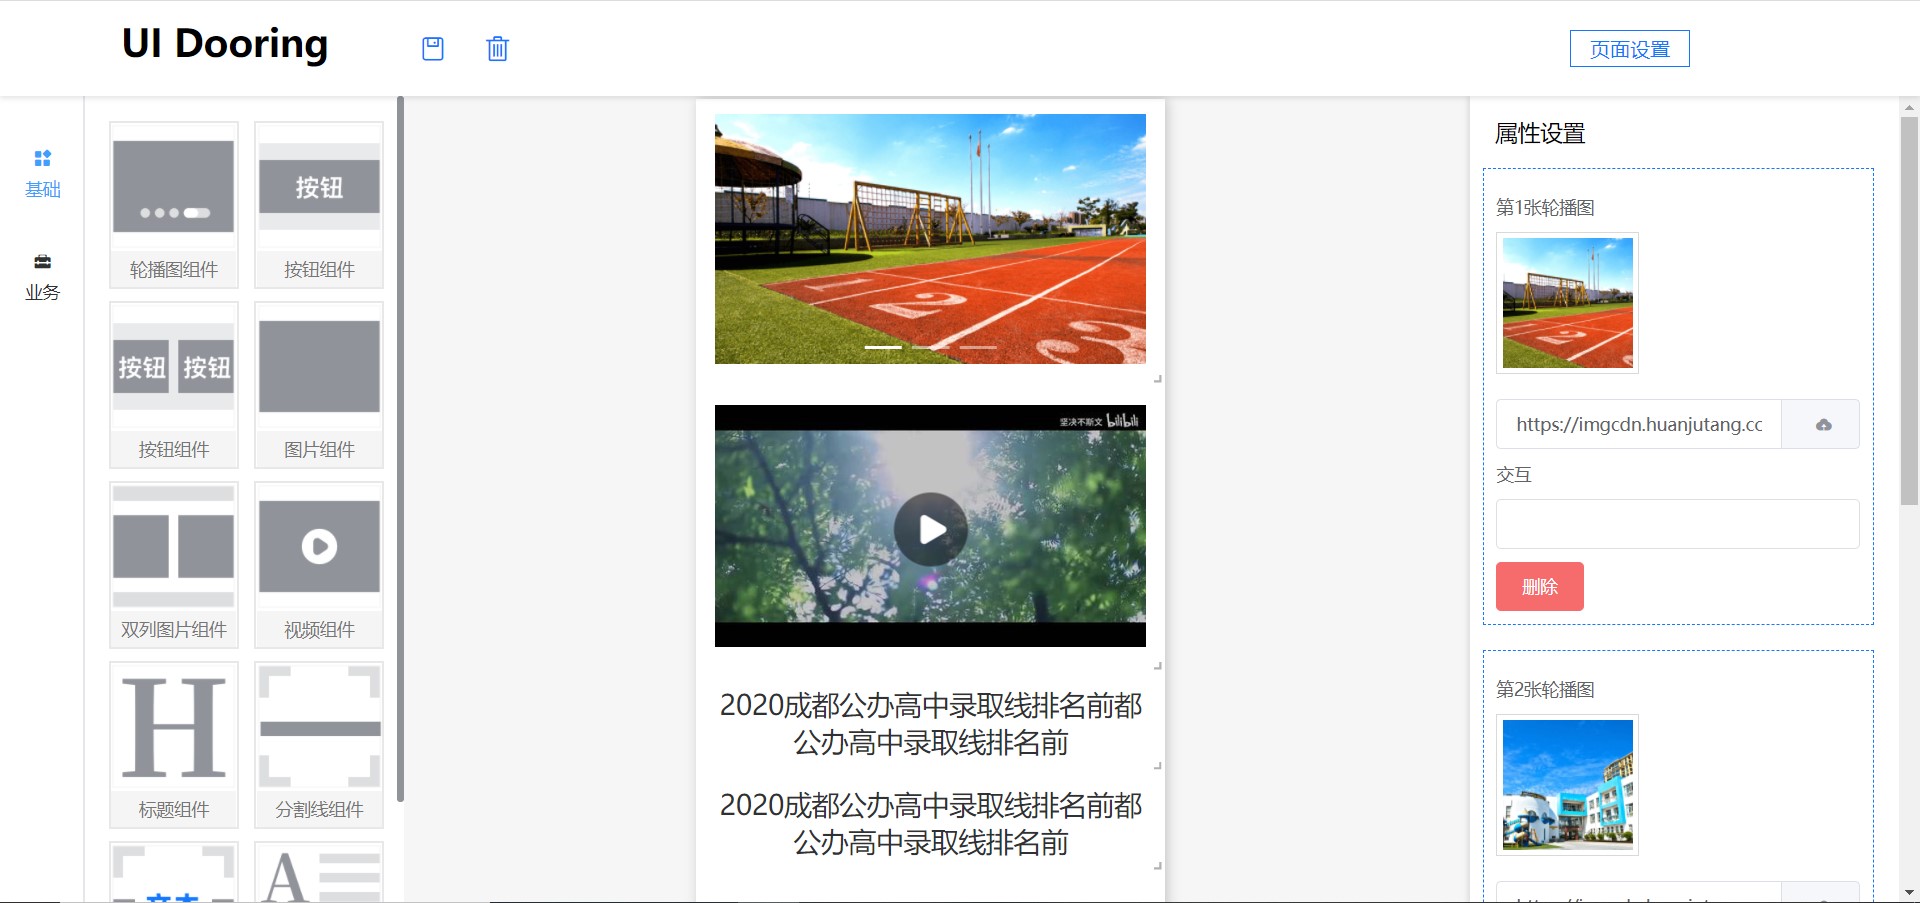 UI Dooring
页面设置
基础
业务
按钮
轮播图组件
按钮组件
按钮 按钮
按钮组件
图片组件
双列图片组件
视频组件
H
标题组件
分割线组件
A
1
2
3
坚决不斯文 bilibili
2020成都公办高中录取线排名前都
公办高中录取线排名前
2020成都公办高中录取线排名前都
公办高中录取线排名前
属性设置
第1张轮播图
https://imgcdn.huanjutang.cc
交互
删除
第2张轮播图